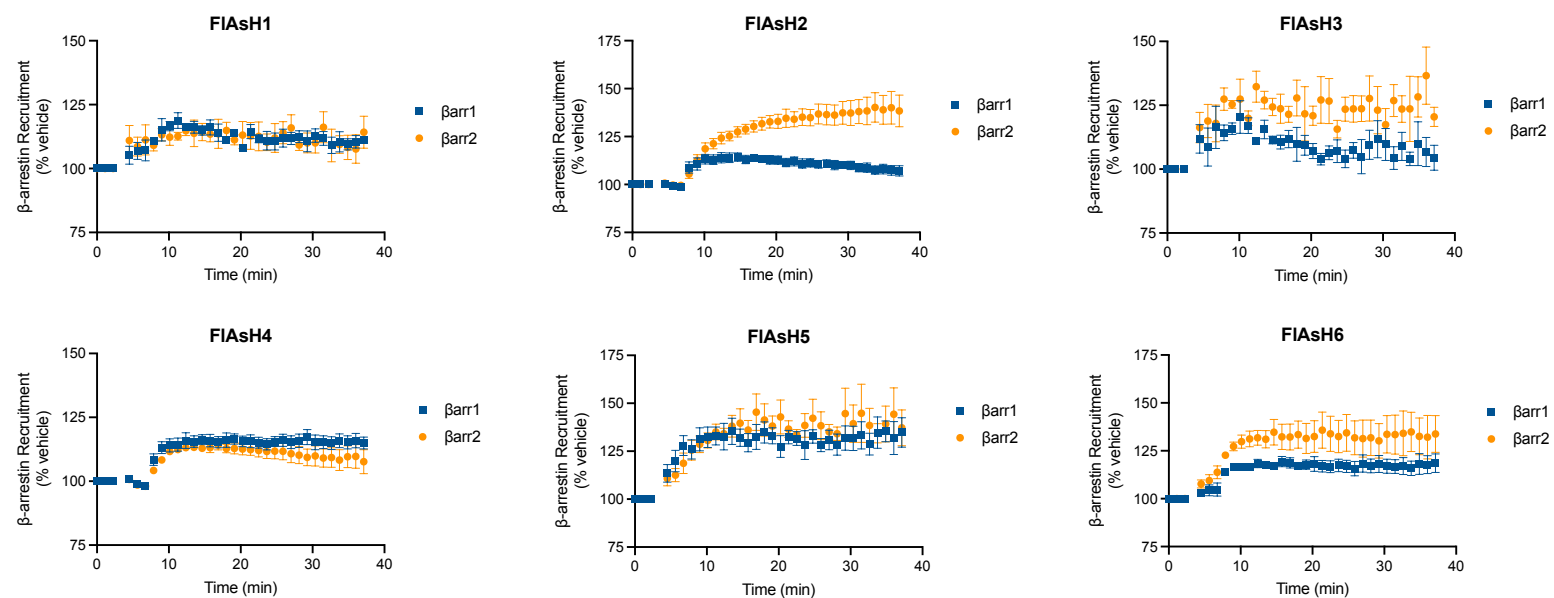 FlAsH1
β-arrestin Recruitment
(% vehicle)
150
125
100
75
0 10 20 30 40
Time (min)
βarr1
βarr2
FlAsH2
β-arrestin Recruitment
(% vehicle)
175
150
125
100
75
0 10 20 30 40
Time (min)
βarr1
βarr2
FlAsH3
β-arrestin Recruitment
(% vehicle)
150
125
100
75
0 10 20 30 40
Time (min)
βarr1
βarr2
FlAsH4
β-arrestin Recruitment
(% vehicle)
150
125
100
75
0 10 20 30 40
Time (min)
βarr1
βarr2
FlAsH5
β-arrestin Recruitment
(% vehicle)
175
150
125
100
75
0 10 20 30 40
Time (min)
βarr1
βarr2
FlAsH6
β-arrestin Recruitment
(% vehicle)
175
150
125
100
75
0 10 20 30 40
Time (min)
βarr1
βarr2